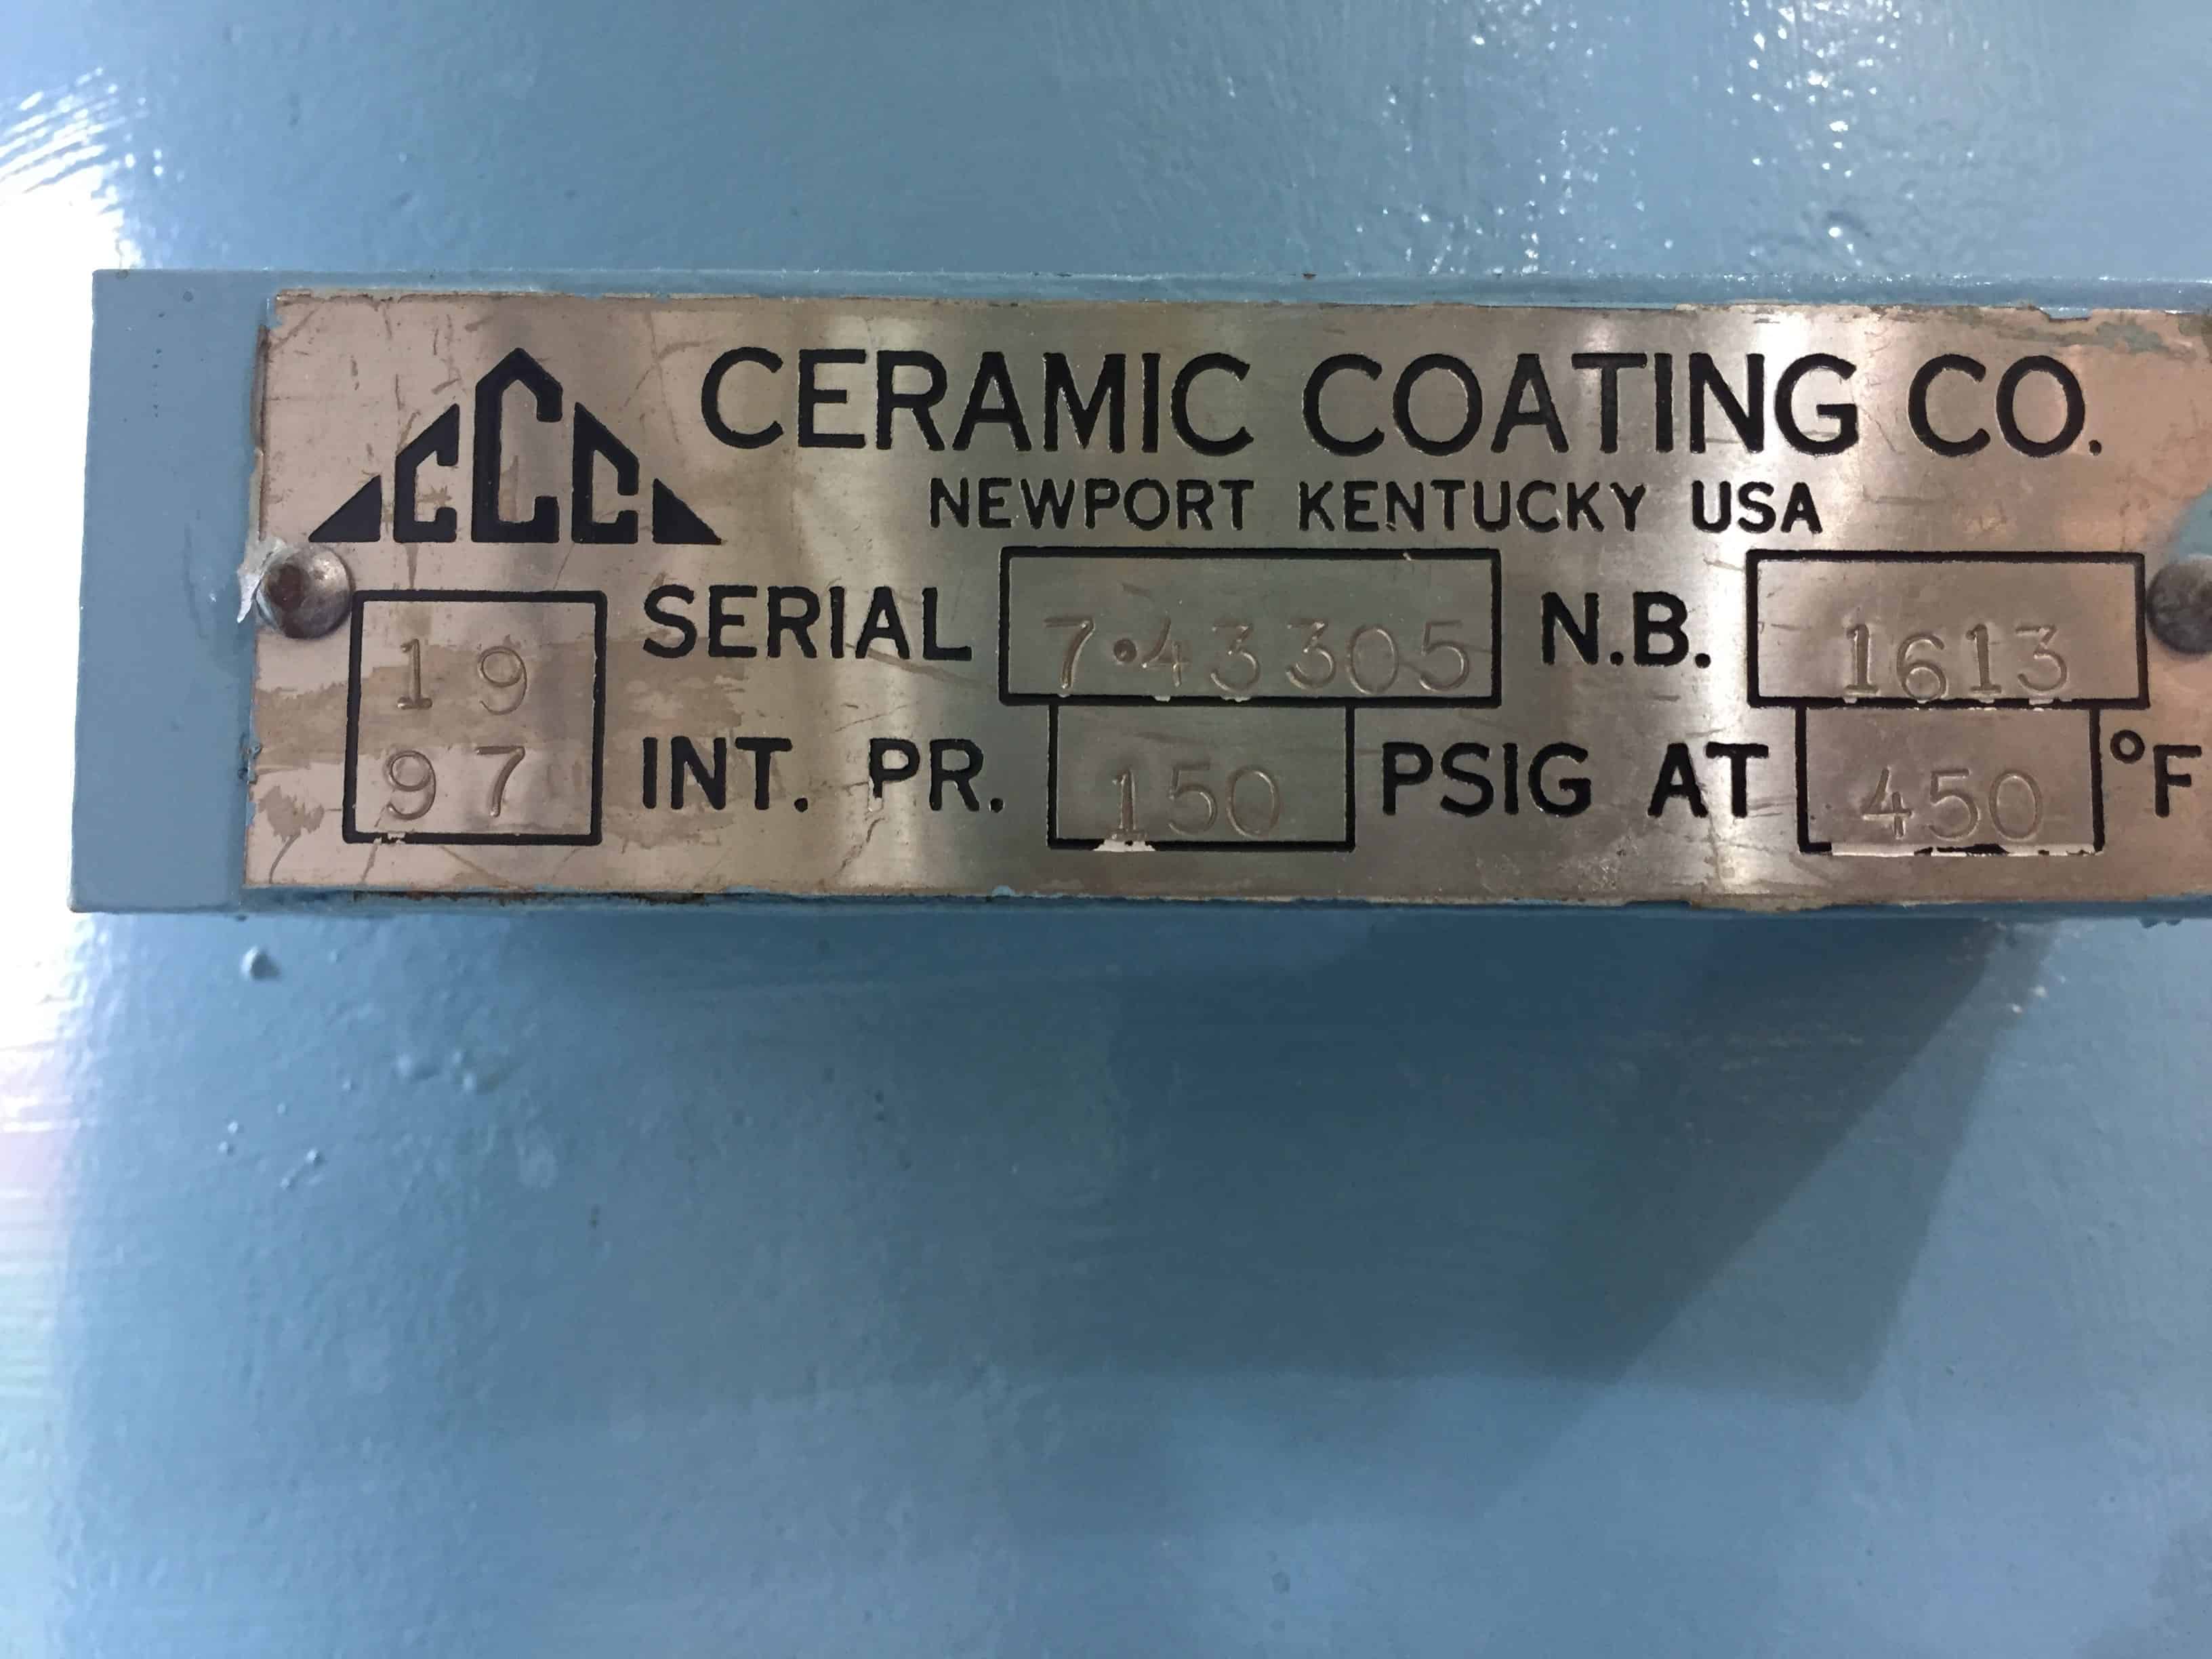 CCC CERAMIC COATING CO.
NEWPORT KENTUCKY USA
19 SERIAL 7•43305 N.B. 1613
97 INT. PR. 150 PSIG AT 450 °F